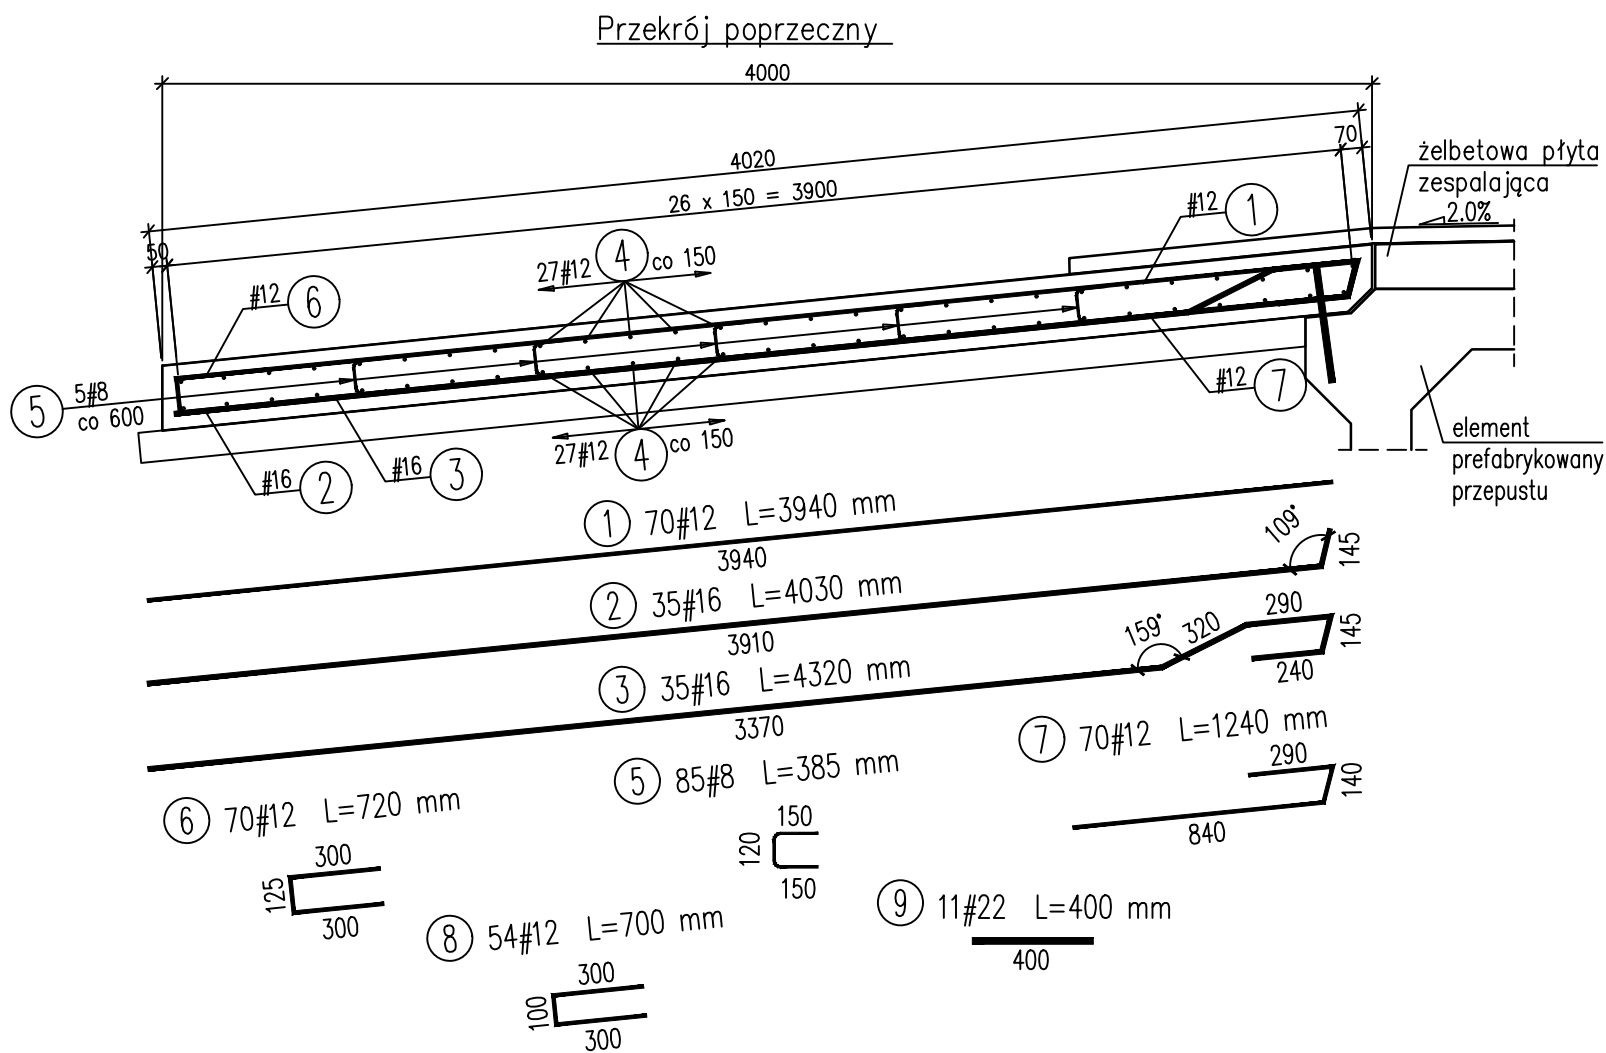 Przekrój poprzeczny
4000
4020
70
26 x 150 = 3900
50
żelbetowa płyta
zespalająca
2.0%
#12 1
#12 6
27#12 4 co 150
5 5#8
co 600
27#12 4 co 150
#12 7
#16 2
#16 3
element
prefabrykowany
przepustu
1 70#12 L=3940 mm
3940
109°
145
2 35#16 L=4030 mm
3910
159°
320
290
145
240
3 35#16 L=4320 mm
3370
7 70#12 L=1240 mm
290
140
840
5 85#8 L=385 mm
150
120
150
6 70#12 L=720 mm
300
125
300
9 11#22 L=400 mm
400
8 54#12 L=700 mm
300
100
300